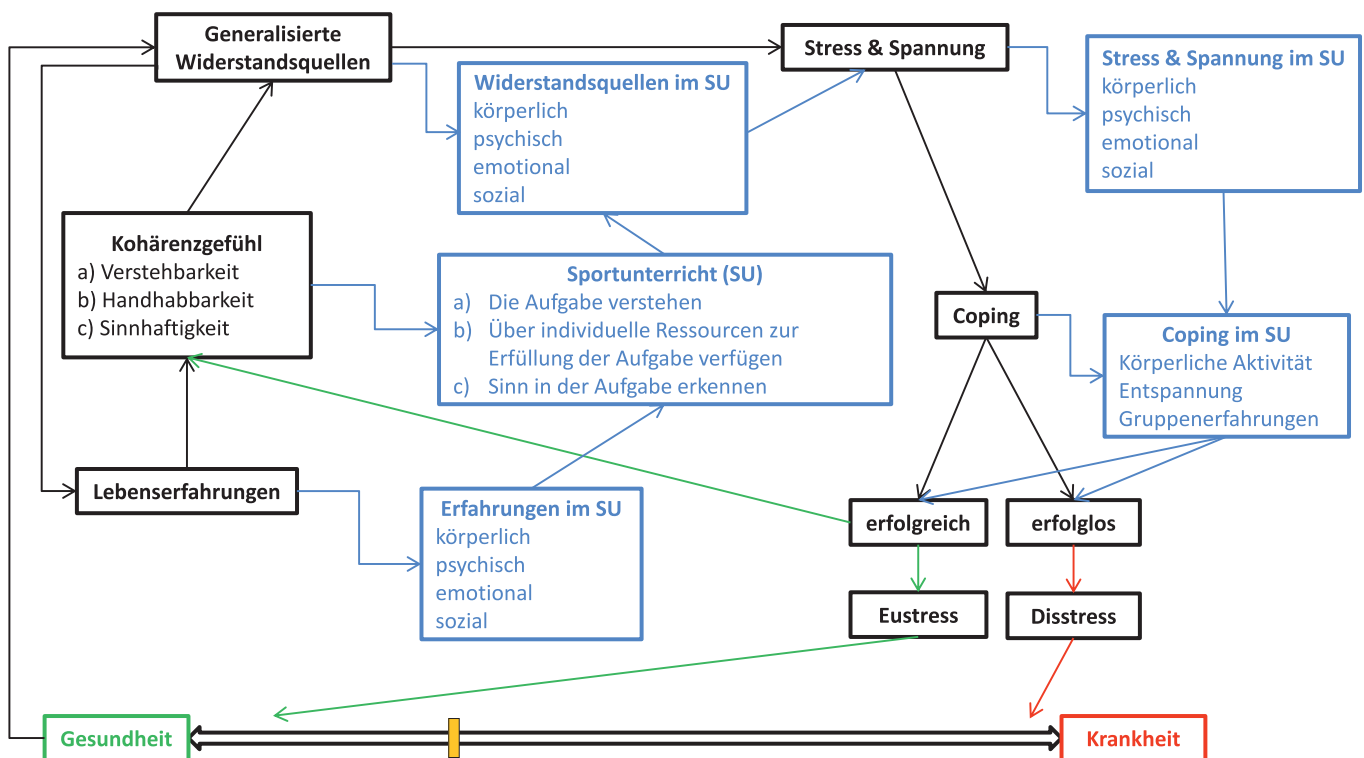 Generalisierte
Widerstandsquellen
Stress & Spannung
Widerstandsquellen im SU
körperlich
psychisch
emotional
sozial
Stress & Spannung im SU
körperlich
psychisch
emotional
sozial
Kohärenzgefühl
a) Verstehbarkeit
b) Handhabbarkeit
c) Sinnhaftigkeit
Sportunterricht (SU)
a) Die Aufgabe verstehen
b) Über individuelle Ressourcen zur
Erfüllung der Aufgabe verfügen
c) Sinn in der Aufgabe erkennen
Coping
Coping im SU
Körperliche Aktivität
Entspannung
Gruppenerfahrungen
Lebenserfahrungen
Erfahrungen im SU
körperlich
psychisch
emotional
sozial
erfolgreich
erfolglos
Eustress
Disstress
Gesundheit
Krankheit